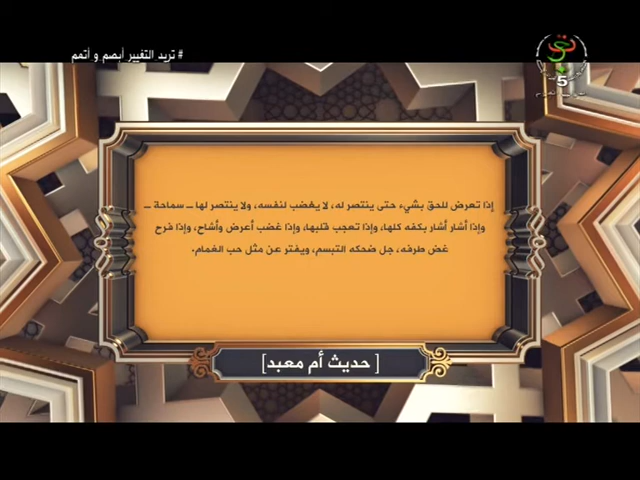 # تريد التغيير أبصم و أتمم
5
إذا تعرض للحق بشيء حتى ينتصر له، لا يغضب لنفسه، ولا ينتصر لها ـ سماحة ـ
وإذا أشار أشار بكفه كلها، وإذا تعجب قلبها، وإذا غضب أعرض وأشاح، وإذا فرح
غض طرفه، جل ضحكه التبسم، ويفتر عن مثل حب الغمام.
[ حديث أم معبد]